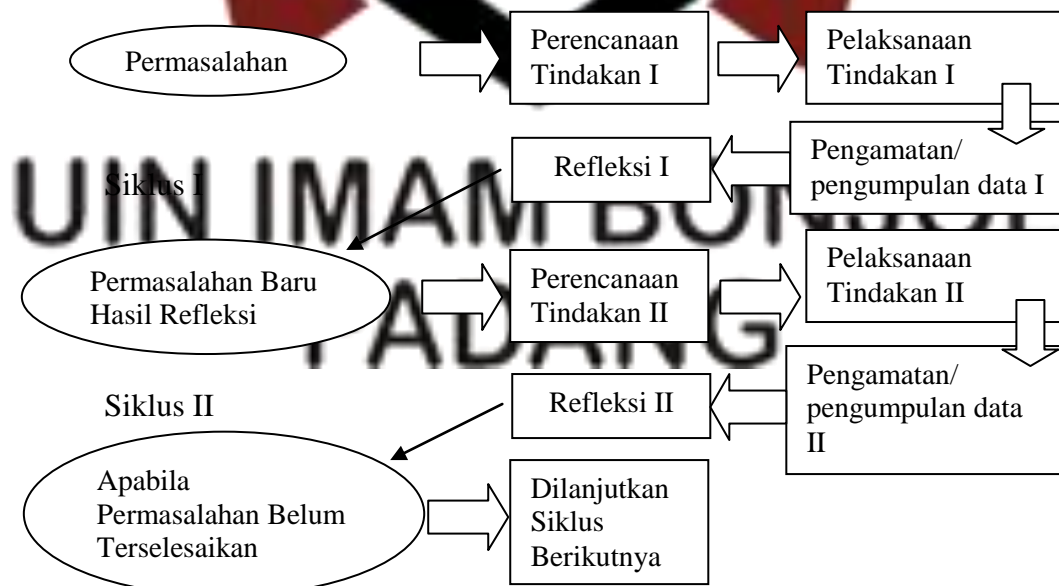 Permasalahan
Perencanaan
Tindakan I
Pelaksanaan
Tindakan I
Siklus I
Refleksi I
Pengamatan/
pengumpulan data I
UIN IMAM BONJOL
Permasalahan Baru
Hasil Refleksi
Perencanaan
Tindakan II
Pelaksanaan
Tindakan II
PADANG
Siklus II
Refleksi II
Pengamatan/
pengumpulan data
II
Apabila
Permasalahan Belum
Terselesaikan
Dilanjutkan
Siklus
Berikutnya